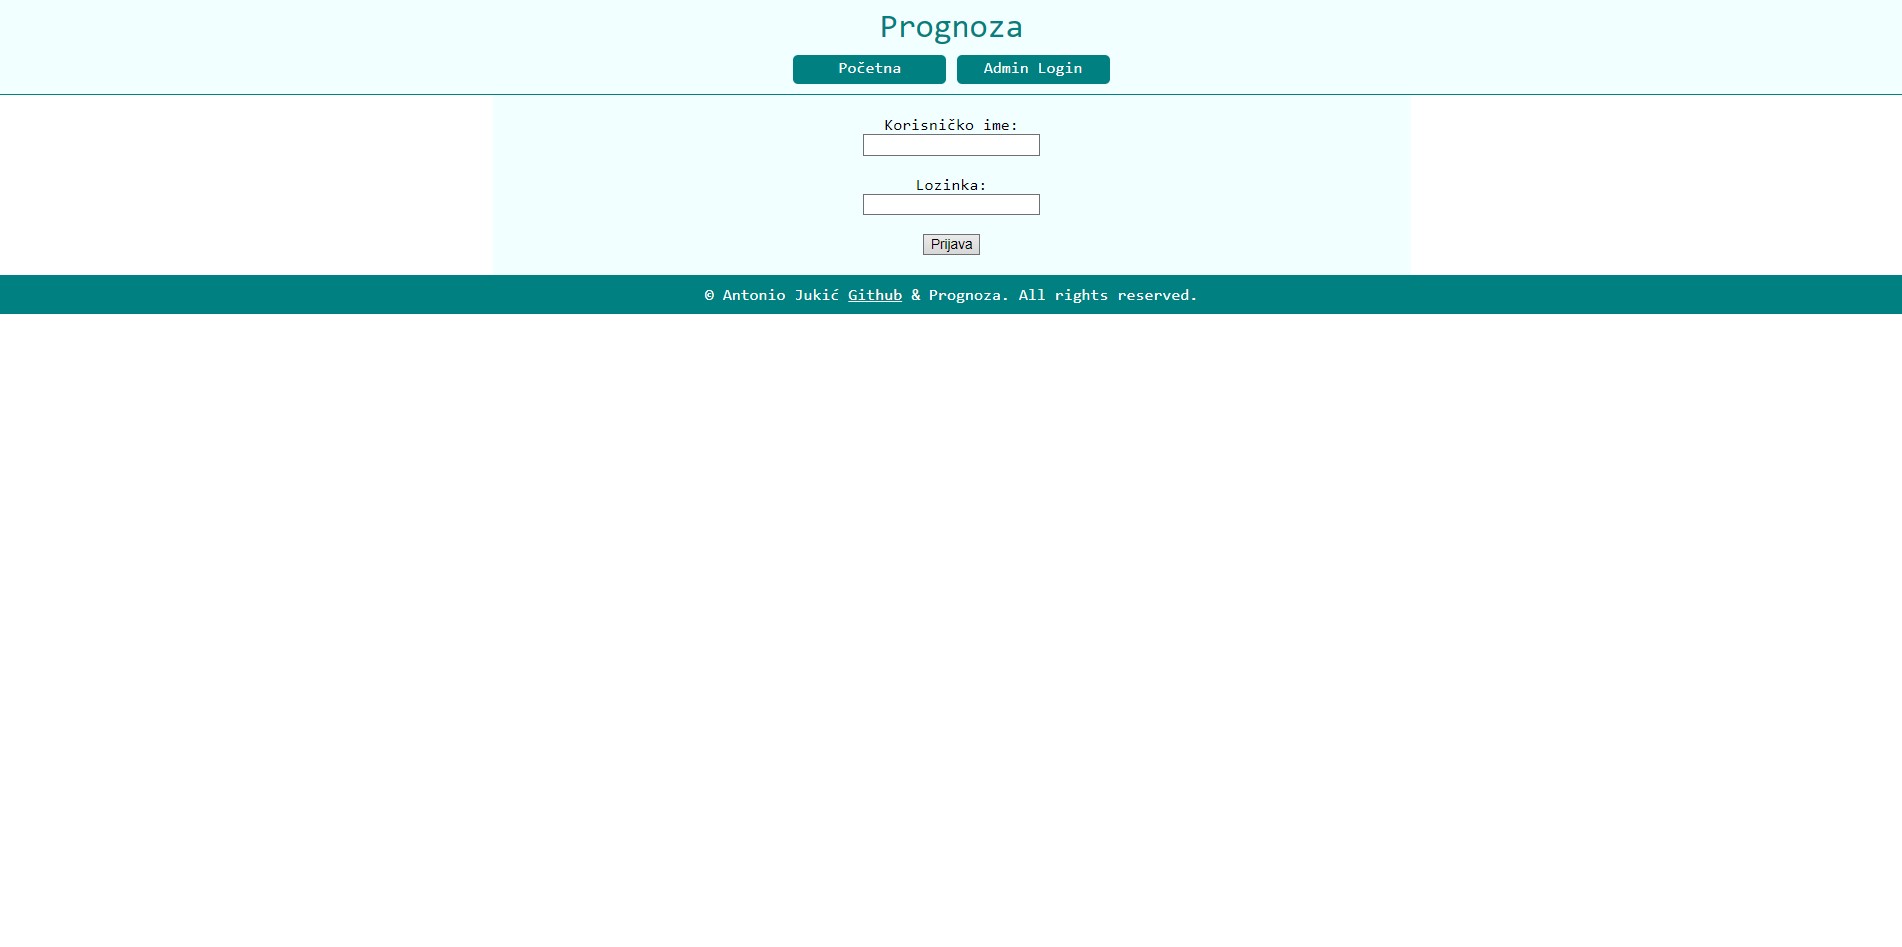 Prognoza
Početna Admin Login
Korisničko ime:
Lozinka:
Prijava
© Antonio Jukić Github & Prognoza. All rights reserved.